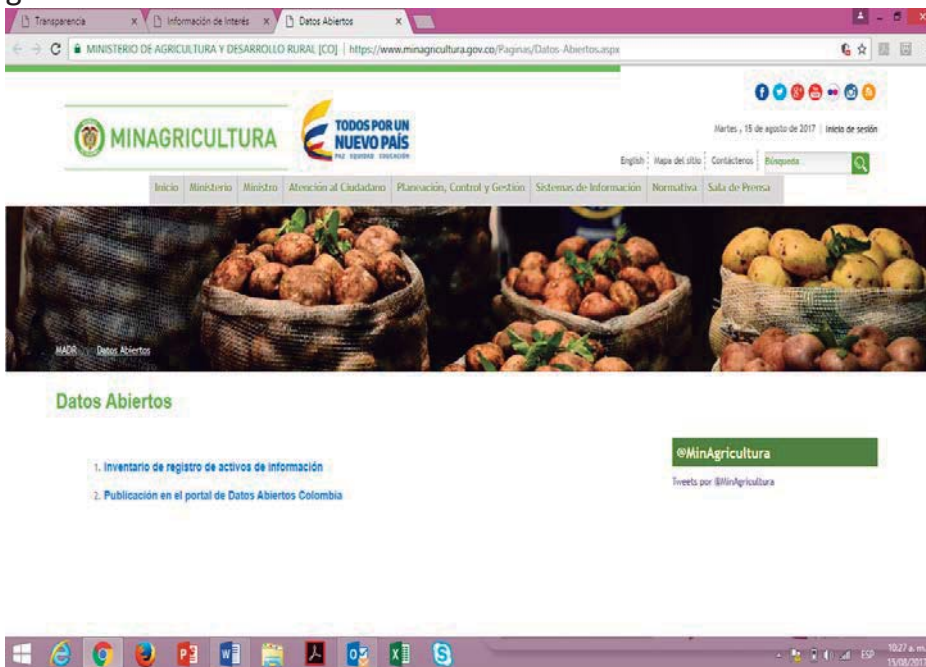 g
Transparencia
Información de Interés
Datos Abiertos
MINISTERIO DE AGRICULTURA Y DESARROLLO RURAL [CO] | https://www.minagricultura.gov.co/Paginas/Datos-Abiertos.aspx
MINAGRICULTURA
TODOS POR UN
NUEVO PAÍS
PAZ EQUIDAD EDUCACIÓN
Martes , 15 de agosto de 2017 | Inicio de sesión
English Mapa del sitio Contáctenos Búsqueda...
Inicio Ministerio Ministro Atención al Ciudadano Planeación, Control y Gestión Sistemas de Información Normativa Sala de Prensa
MADR Datos Abiertos
Datos Abiertos
1. Inventario de registro de activos de información
2. Publicación en el portal de Datos Abiertos Colombia
@MinAgricultura
Tweets por @MinAgricultura
ESP
10:27 a. m.
15/08/2017